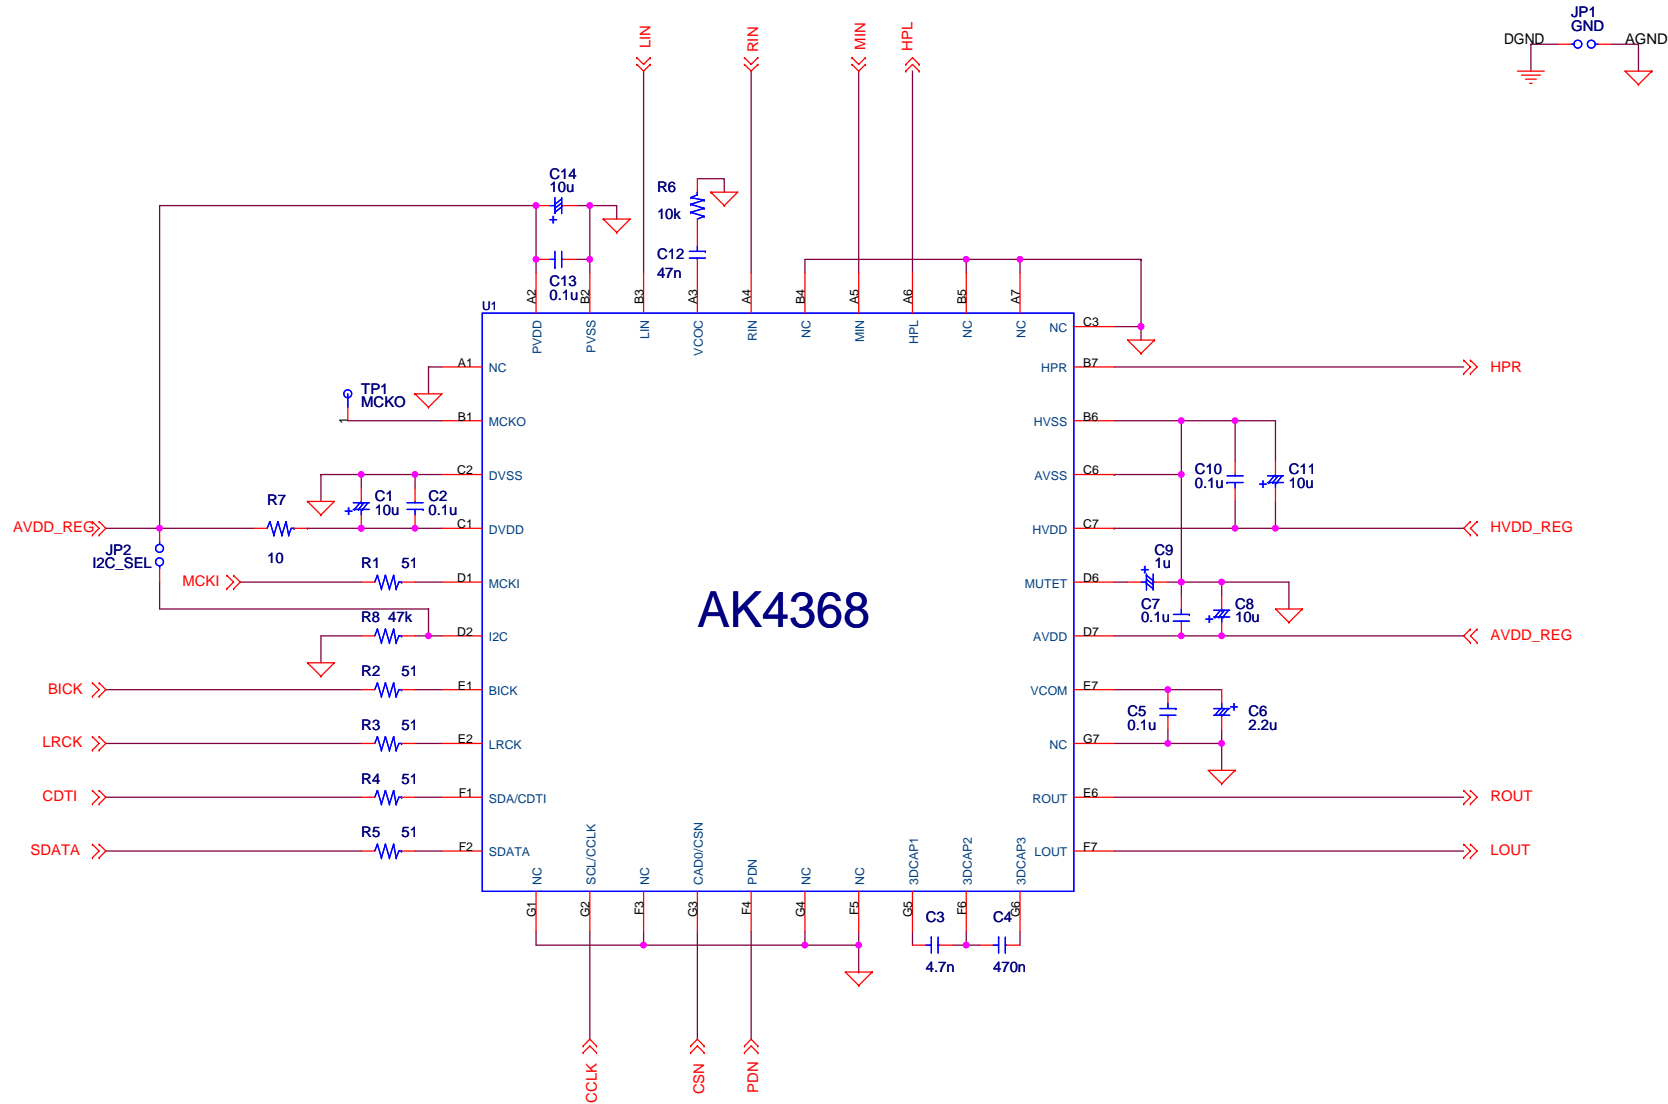 JP1
GND
DGND
AGND
LIN
RIN
MIN
HPL
C14
10u
+
R6
10k
C12
47n
C13
0.1u
A2
B2
B3
A3
A4
B4
A5
A6
B5
A7
U1
PVDD
PVSS
LIN
VCOC
RIN
NC
MIN
HPL
NC
NC
NC
C3
A1
NC
HPR
B7
HPR
TP1
MCKO
1
B1
MCKO
HVSS
B6
C2
DVSS
AVSS
C6
C10
0.1u
C11
10u
+
R7
C1
10u
+
C2
0.1u
AVDD_REG
C1
DVDD
HVDD
C7
HVDD_REG
JP2
I2C_SEL
10
R1
51
C9
1u
+
MCKI
D1
MCKI
MUTET
D6
AK4368
C7
0.1u
C8
10u
+
R8
47k
D2
I2C
AVDD
D7
AVDD_REG
R2
51
BICK
E1
BICK
VCOM
E7
C5
0.1u
C6
2.2u
+
R3
51
LRCK
E2
LRCK
NC
G7
R4
51
CDTI
F1
SDA/CDTI
ROUT
E6
ROUT
R5
51
SDATA
F2
SDATA
LOUT
F7
LOUT
NC
SCL/CCLK
NC
CAD0/CSN
PDN
NC
NC
3DCAP1
3DCAP2
3DCAP3
G1
G2
F3
G3
F4
G4
F5
G5
F6
G6
C3
4.7n
C4
470n
CCLK
CSN
PDN